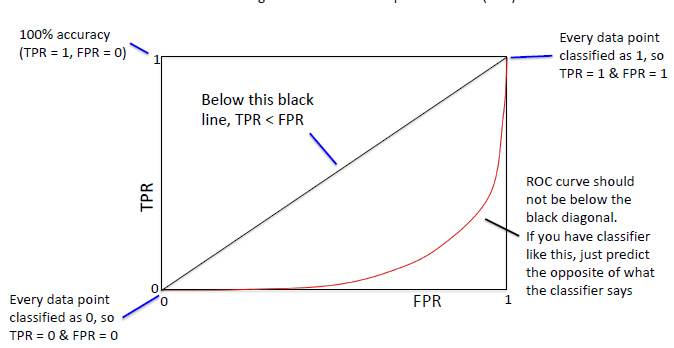 100% accuracy
(TPR = 1, FPR = 0)
1
Every data point
classified as 1, so
TPR = 1 & FPR = 1
Below this black
line, TPR < FPR
TPR
ROC curve should
not be below the
black diagonal.
If you have classifier
like this, just predict
the opposite of what
the classifier says
0
0
FPR
1
Every data point
classified as 0, so
TPR = 0 & FPR = 0